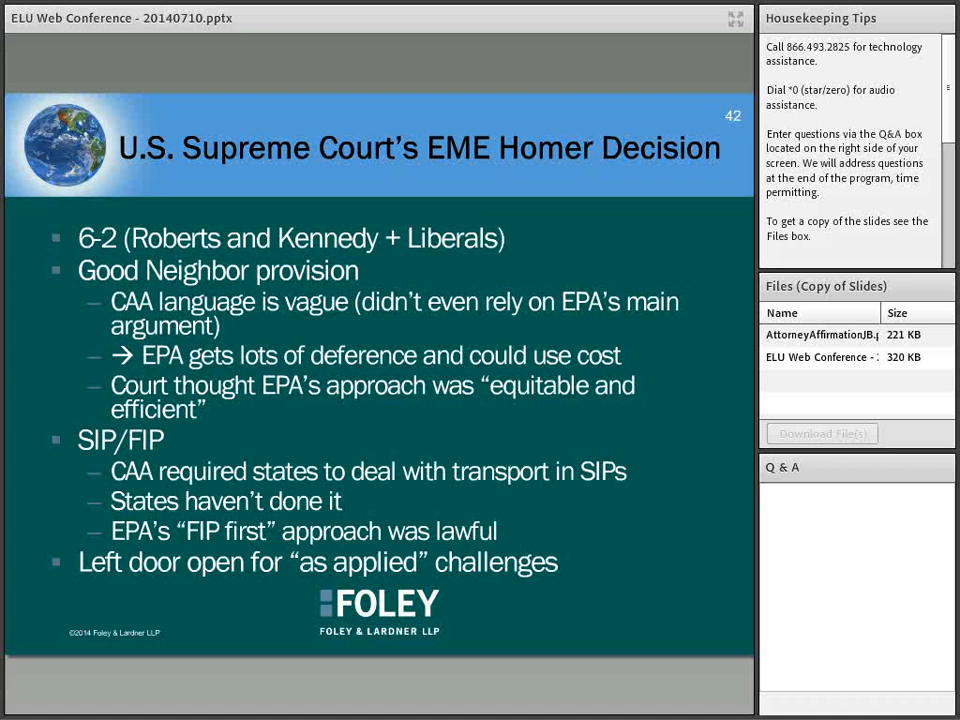 ELU Web Conference - 20140710.pptx
42
U.S. Supreme Court's EME Homer Decision
6-2 (Roberts and Kennedy + Liberals)
Good Neighbor provision
– CAA language is vague (didn't even rely on EPA's main
argument)
– → EPA gets lots of deference and could use cost
– Court thought EPA's approach was "equitable and
efficient"
SIP/FIP
– CAA required states to deal with transport in SIPs
– States haven't done it
– EPA's "FIP first" approach was lawful
Left door open for "as applied" challenges
FOLEY
FOLEY & LARDNER LLP
©2014 Foley & Lardner LLP
Housekeeping Tips
Call 866.493.2825 for technology
assistance.
Dial *0 (star/zero) for audio
assistance.
Enter questions via the Q&A box
located on the right side of your
screen. We will address questions
at the end of the program, time
permitting.
To get a copy of the slides see the
Files box.
Files (Copy of Slides)
Name Size
AttorneyAffirmationJB.p 221 KB
ELU Web Conference - 320 KB
Download File(s)
Q & A